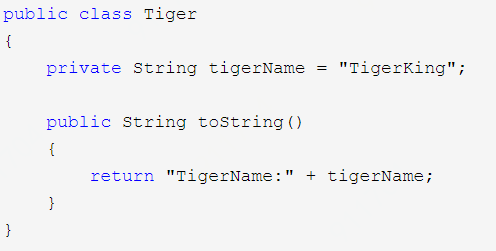 public class Tiger
{
private String tigerName = "TigerKing";
public String toString()
{
return "TigerName:" + tigerName;
}
}